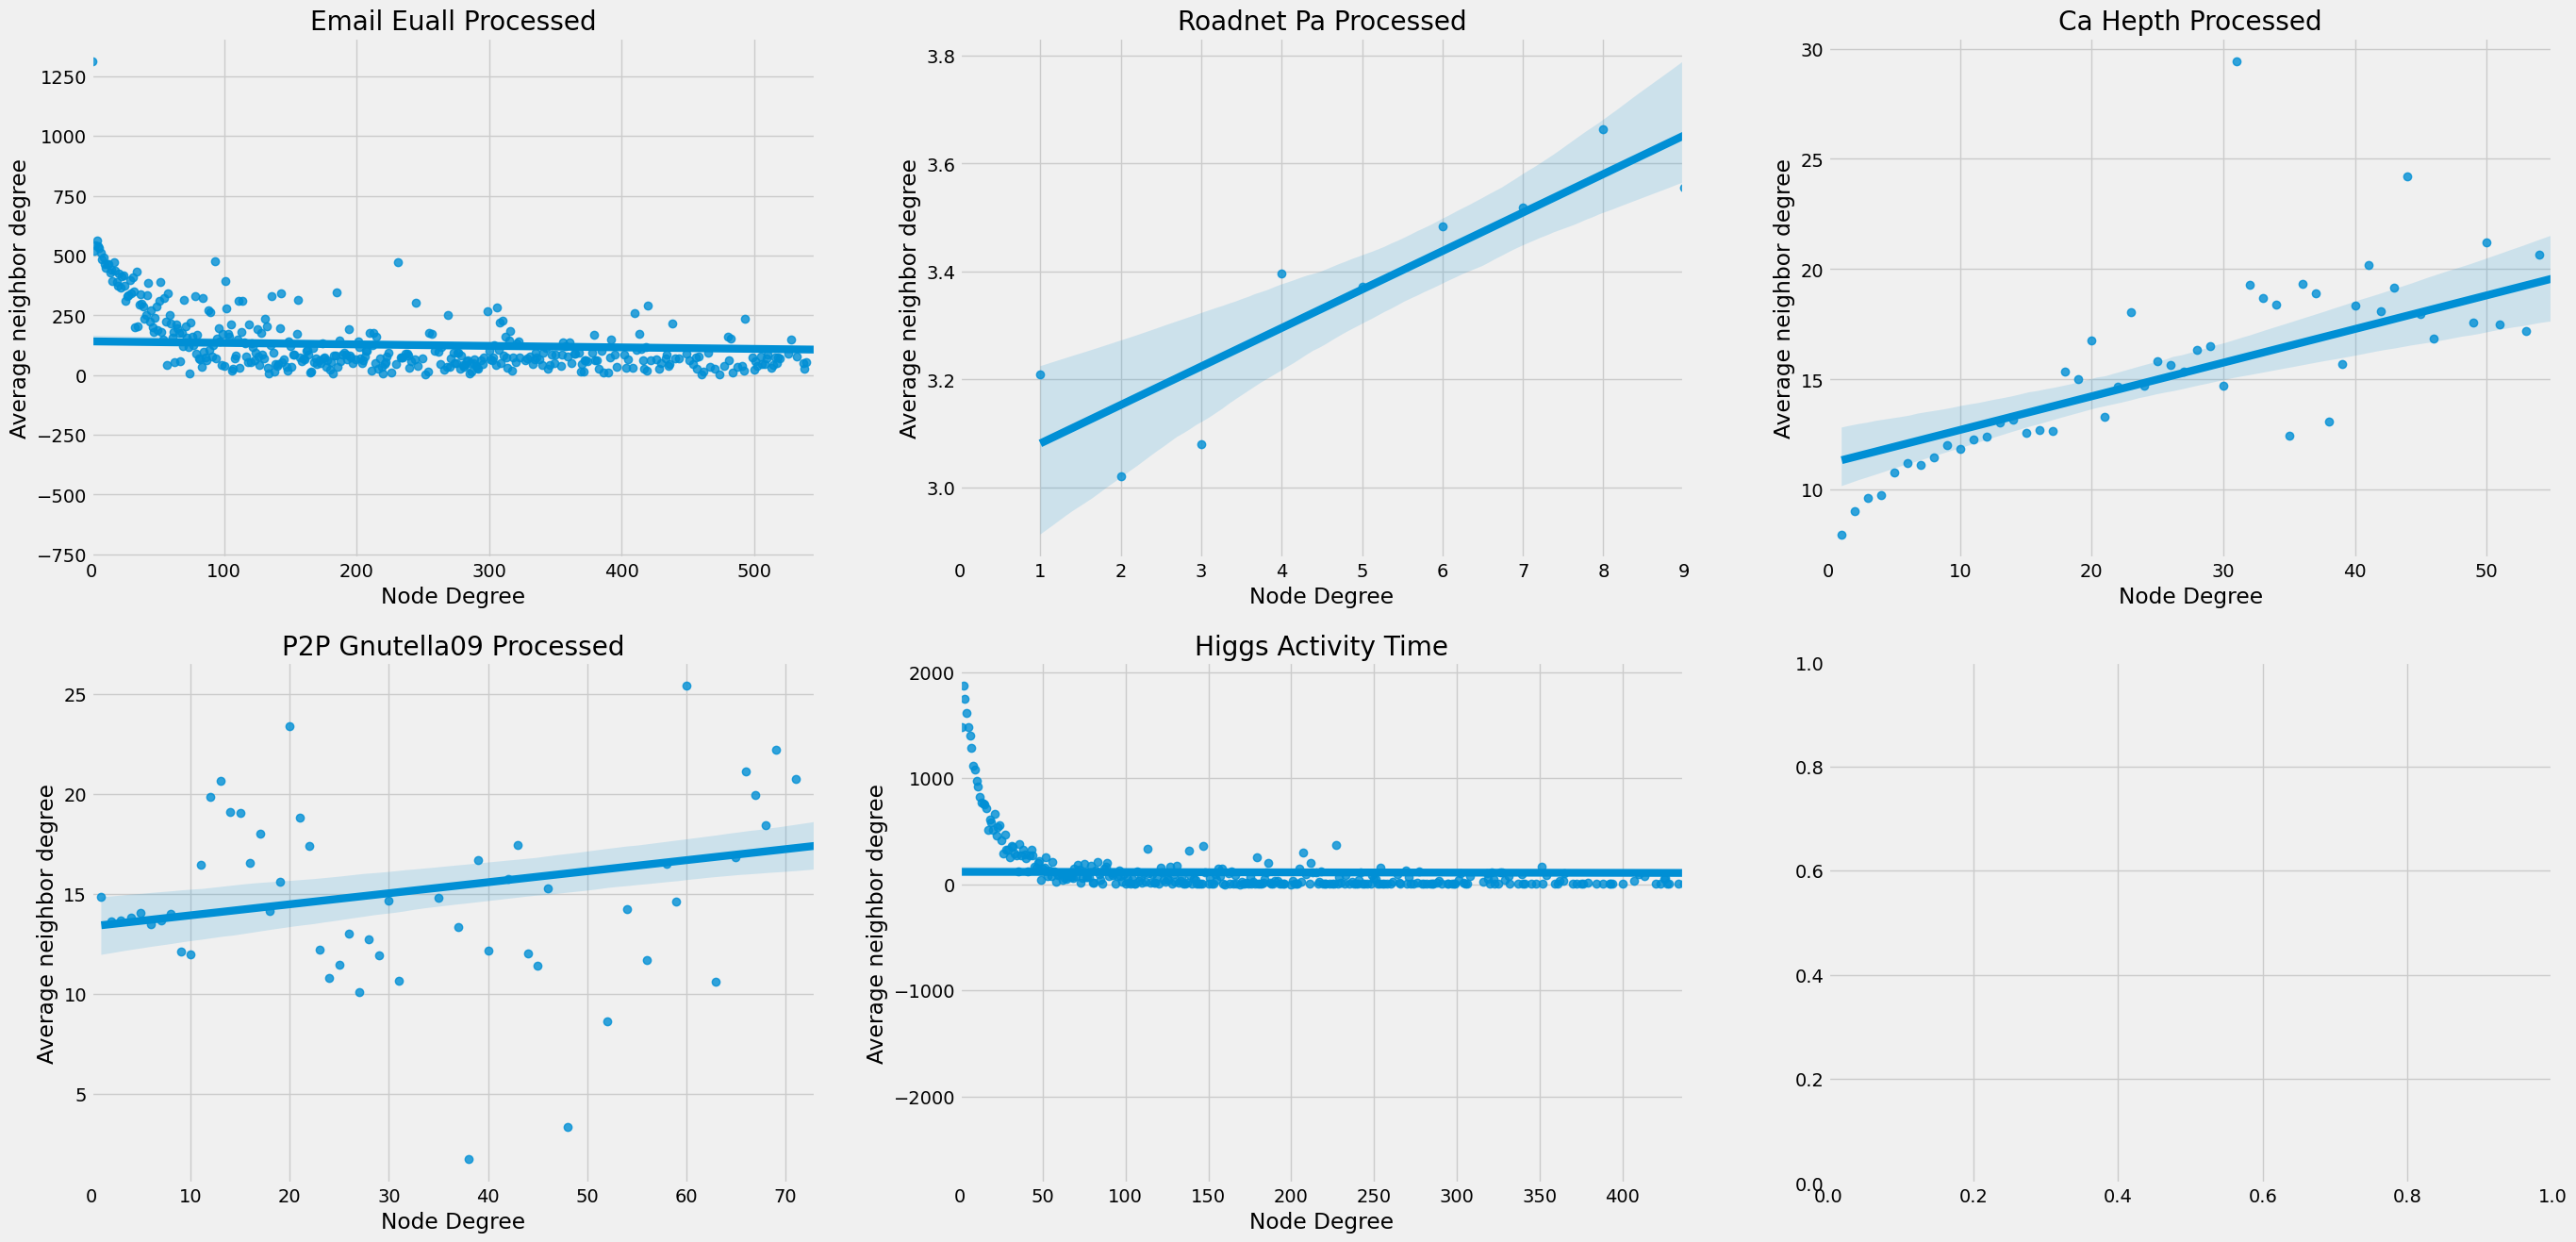 Email Euall Processed
Average neighbor degree
1250
1000
750
500
250
0
−250
−500
−750
0 100 200 300 400 500
Node Degree
Roadnet Pa Processed
Average neighbor degree
3.8
3.6
3.4
3.2
3.0
0 1 2 3 4 5 6 7 8 9
Node Degree
Ca Hepth Processed
Average neighbor degree
30
25
20
15
10
0 10 20 30 40 50
Node Degree
P2P Gnutella09 Processed
Average neighbor degree
25
20
15
10
5
0 10 20 30 40 50 60 70
Node Degree
Higgs Activity Time
Average neighbor degree
2000
1000
0
−1000
−2000
0 50 100 150 200 250 300 350 400
Node Degree
1.0
0.8
0.6
0.4
0.2
0.0
0.0 0.2 0.4 0.6 0.8 1.0